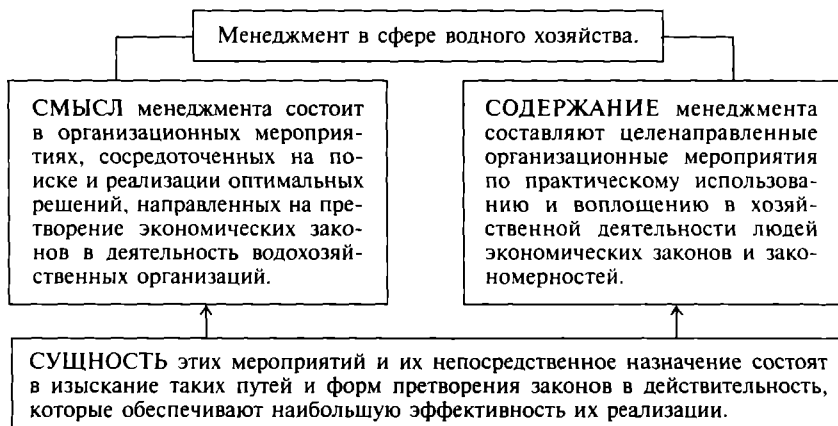 Менеджмент в сфере водного хозяйства.
СМЫСЛ менеджмента состоит
в организационных мероприя-
тиях, сосредоточенных на по-
иске и реализации оптимальных
решений, направленных на пре-
творение экономических зако-
нов в деятельность водохозяй-
ственных организаций.
СОДЕРЖАНИЕ менеджмента
составляют целенаправленные
организационные мероприятия
по практическому использова-
нию и воплощению в хозяй-
ственной деятельности людей
экономических законов и зако-
номерностей.
СУЩНОСТЬ этих мероприятий и их непосредственное назначение состоят
в изыскание таких путей и форм претворения законов в действительность,
которые обеспечивают наибольшую эффективность их реализации.